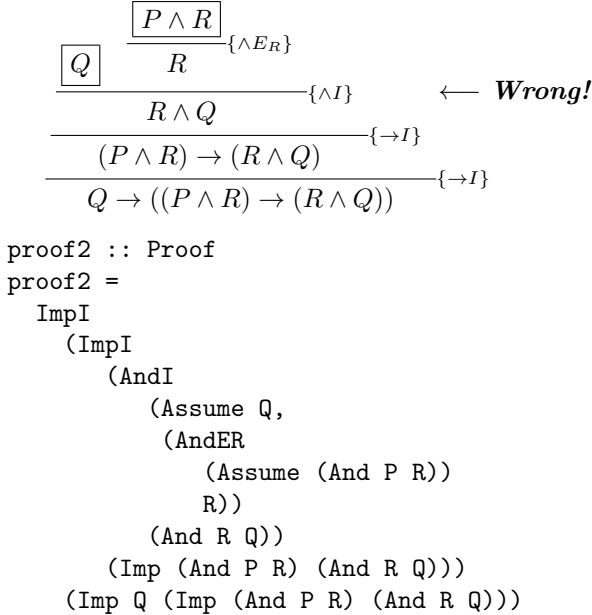 P ∧ R
{∧E_R}
Q R
{∧I}
R ∧ Q ⟵ Wrong!
{→I}
(P ∧ R) → (R ∧ Q)
{→I}
Q → ((P ∧ R) → (R ∧ Q))
proof2 :: Proof
proof2 =
  ImpI
    (ImpI
       (AndI
          (Assume Q,
           (AndER
              (Assume (And P R))
              R))
          (And R Q))
       (Imp (And P R) (And R Q)))
    (Imp Q (Imp (And P R) (And R Q)))